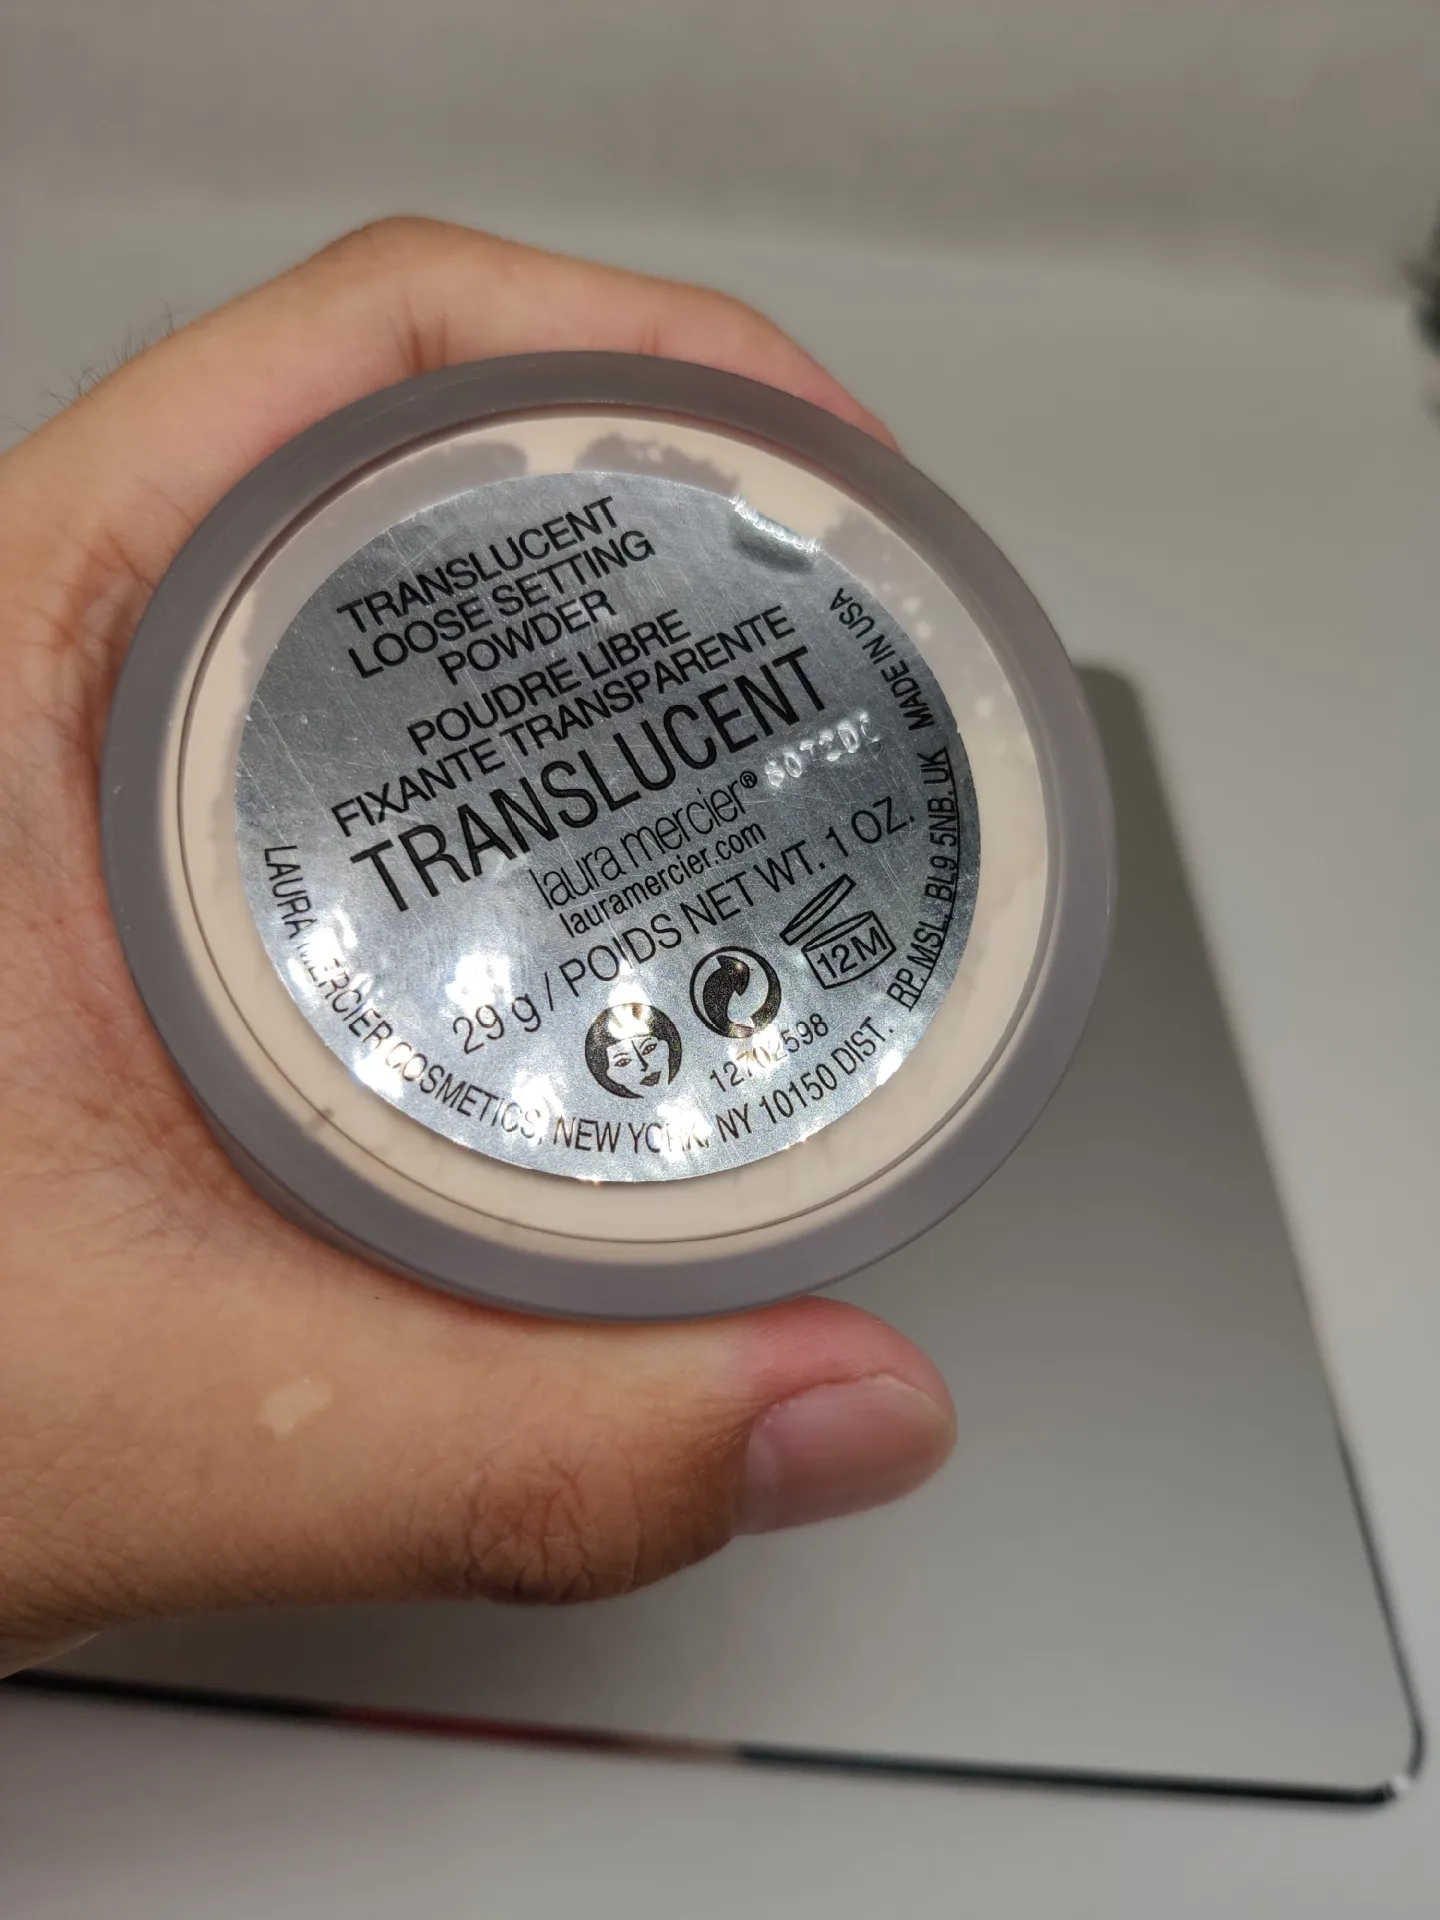 TRANSLUCENT
LOOSE SETTING
POWDER
POUDRE LIBRE
FIXANTE TRANSPARENTE
TRANSLUCENT
laura mercier®
lauramercier.com
29 g / POIDS NET WT. 1 OZ.
12M
12702598
LAURA MERCIER COSMETICS, NEW YORK, NY 10150 DIST. RP MSL, BL9 5NB, UK MADE IN USA